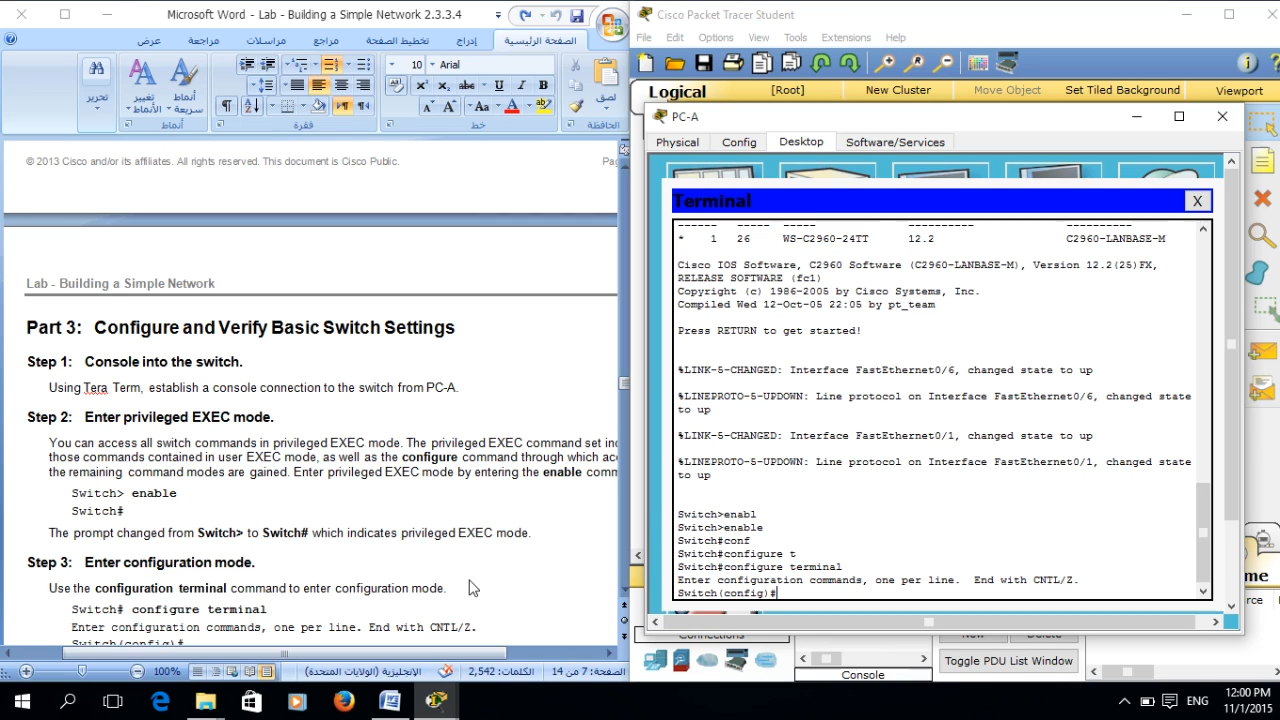 Microsoft Word - Lab - Building a Simple Network 2.3.3.4
الصفحة الرئيسية
إدراج
تخطيط الصفحة
مراجع
مراسلات
مراجعة
عرض
لصق
الحافظة
10
Arial
خط
فقرة
أنماط سريعة
تغيير الأنماط
أنماط
تحرير
© 2013 Cisco and/or its affiliates. All rights reserved. This document is Cisco Public.
Lab - Building a Simple Network
Part 3: Configure and Verify Basic Switch Settings
Step 1: Console into the switch.
Using Tera Term, establish a console connection to the switch from PC-A.
Step 2: Enter privileged EXEC mode.
You can access all switch commands in privileged EXEC mode. The privileged EXEC command set
those commands contained in user EXEC mode, as well as the configure command through which
the remaining command modes are gained. Enter privileged EXEC mode by entering the enable
Switch> enable
Switch#
The prompt changed from Switch> to Switch# which indicates privileged EXEC mode.
Step 3: Enter configuration mode.
Use the configuration terminal command to enter configuration mode.
Switch# configure terminal
Enter configuration commands, one per line. End with CNTL/Z.
Switch(config)#
100%
الإنجليزية (الولايات المتحدة)
الكلمات: 2,542
الصفحة: 7 من 14
Cisco Packet Tracer Student
File Edit Options View Tools Extensions Help
Logical
[Root]
New Cluster
Move Object
Set Tiled Background
Viewport
PC-A
Physical
Config
Desktop
Software/Services
Terminal
X
------ ----- ----- ---------- ----------
* 1 26 WS-C2960-24TT 12.2 C2960-LANBASE-M
Cisco IOS Software, C2960 Software (C2960-LANBASE-M), Version 12.2(25)FX,
RELEASE SOFTWARE (fc1)
Copyright (c) 1986-2005 by Cisco Systems, Inc.
Compiled Wed 12-Oct-05 22:05 by pt_team
Press RETURN to get started!
%LINK-5-CHANGED: Interface FastEthernet0/6, changed state to up
%LINEPROTO-5-UPDOWN: Line protocol on Interface FastEthernet0/6, changed state
to up
%LINK-5-CHANGED: Interface FastEthernet0/1, changed state to up
%LINEPROTO-5-UPDOWN: Line protocol on Interface FastEthernet0/1, changed state
to up
Switch>enabl
Switch>enable
Switch#conf
Switch#configure t
Switch#configure terminal
Enter configuration commands, one per line. End with CNTL/Z.
Switch(config)#
Connections
New
Delete
Toggle PDU List Window
Console
ENG
12:00 PM
11/1/2015